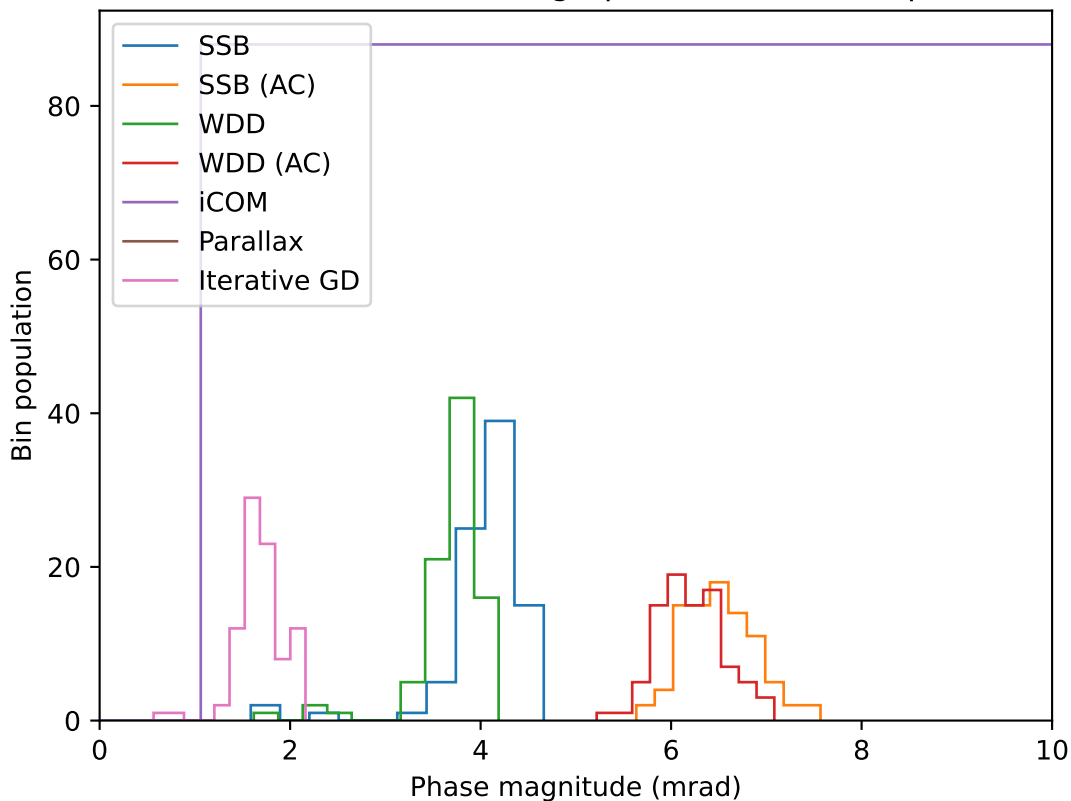 SSB
SSB (AC)
WDD
WDD (AC)
iCOM
Parallax
Iterative GD
80
60
40
20
0
Bin population
0 2 4 6 8 10
Phase magnitude (mrad)